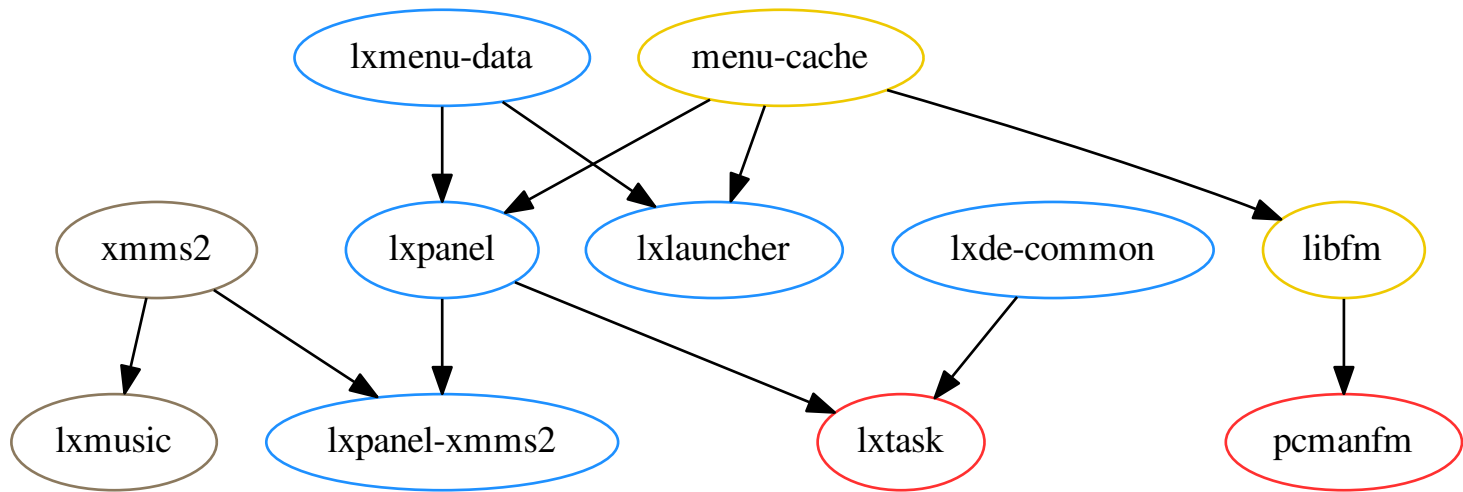 lxmenu-data
menu-cache
xmms2
lxpanel
lxlauncher
lxde-common
libfm
lxmusic
lxpanel-xmms2
lxtask
pcmanfm